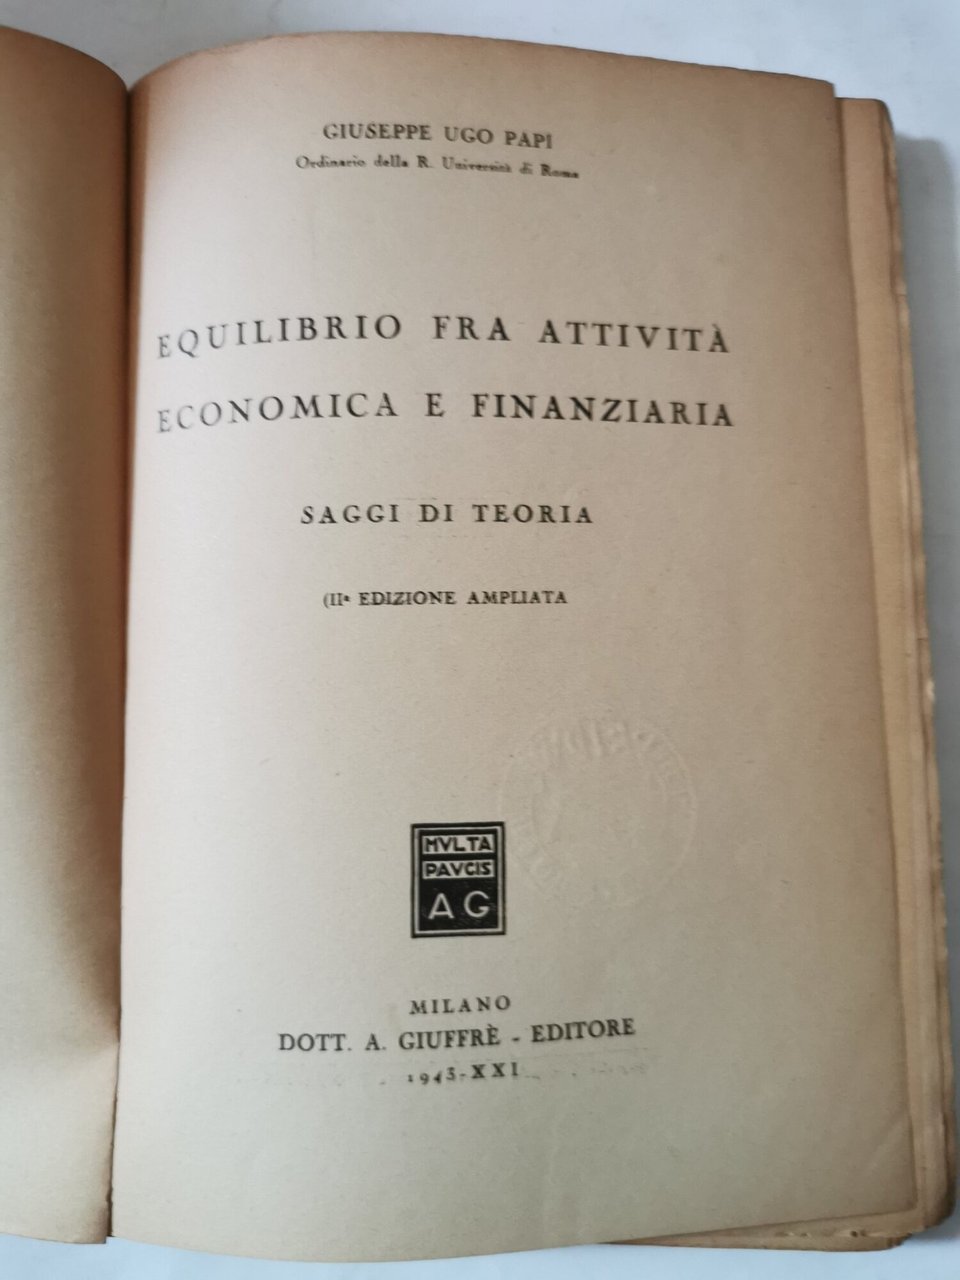 GIUSEPPE UGO PAPI
Ordinario della R. Università di Roma
EQUILIBRIO FRA ATTIVITÀ
ECONOMICA E FINANZIARIA
SAGGI DI TEORIA
(IIª EDIZIONE AMPLIATA
MVLTA
PAVCIS
AG
MILANO
DOTT. A. GIUFFRÈ - EDITORE
1943-XXI